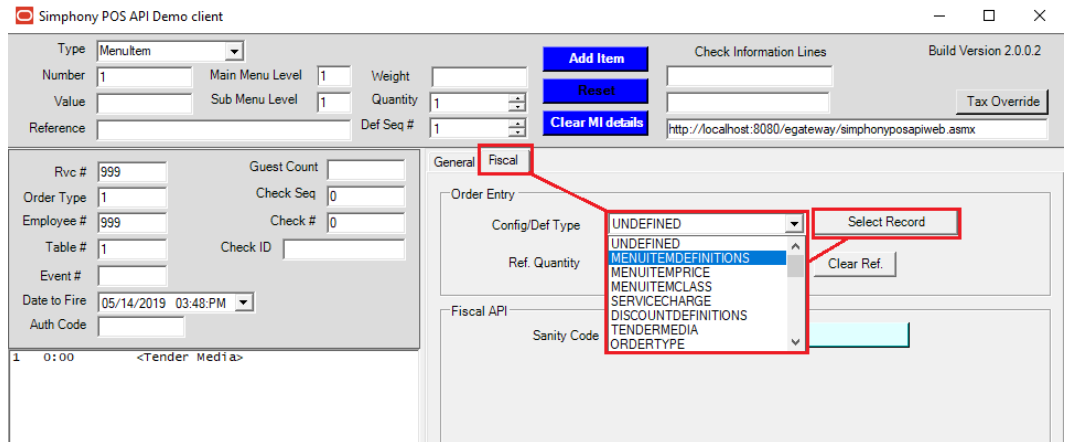 Simphony POS API Demo client
Type MenuItem
Number 1 Main Menu Level 1 Weight
Value Sub Menu Level 1 Quantity 1
Reference Def Seq # 1
Add Item
Reset
Clear MI details
Check Information Lines
Build Version 2.0.0.2
Tax Override
http://localhost:8080/egateway/simphonyposapiweb.asmx
Rvc # 999 Guest Count
Order Type 1 Check Seq 0
Employee # 999 Check # 0
Table # 1 Check ID
Event #
Date to Fire 05/14/2019 03:48:PM
Auth Code
1 0:00 <Tender Media>
General Fiscal
Order Entry
Config/Def Type UNDEFINED Select Record
UNDEFINED
MENUITEMDEFINITIONS
Ref. Quantity MENUITEMPRICE Clear Ref.
MENUITEMCLASS
SERVICECHARGE
Fiscal API DISCOUNTDEFINITIONS
Sanity Code TENDERMEDIA
ORDERTYPE